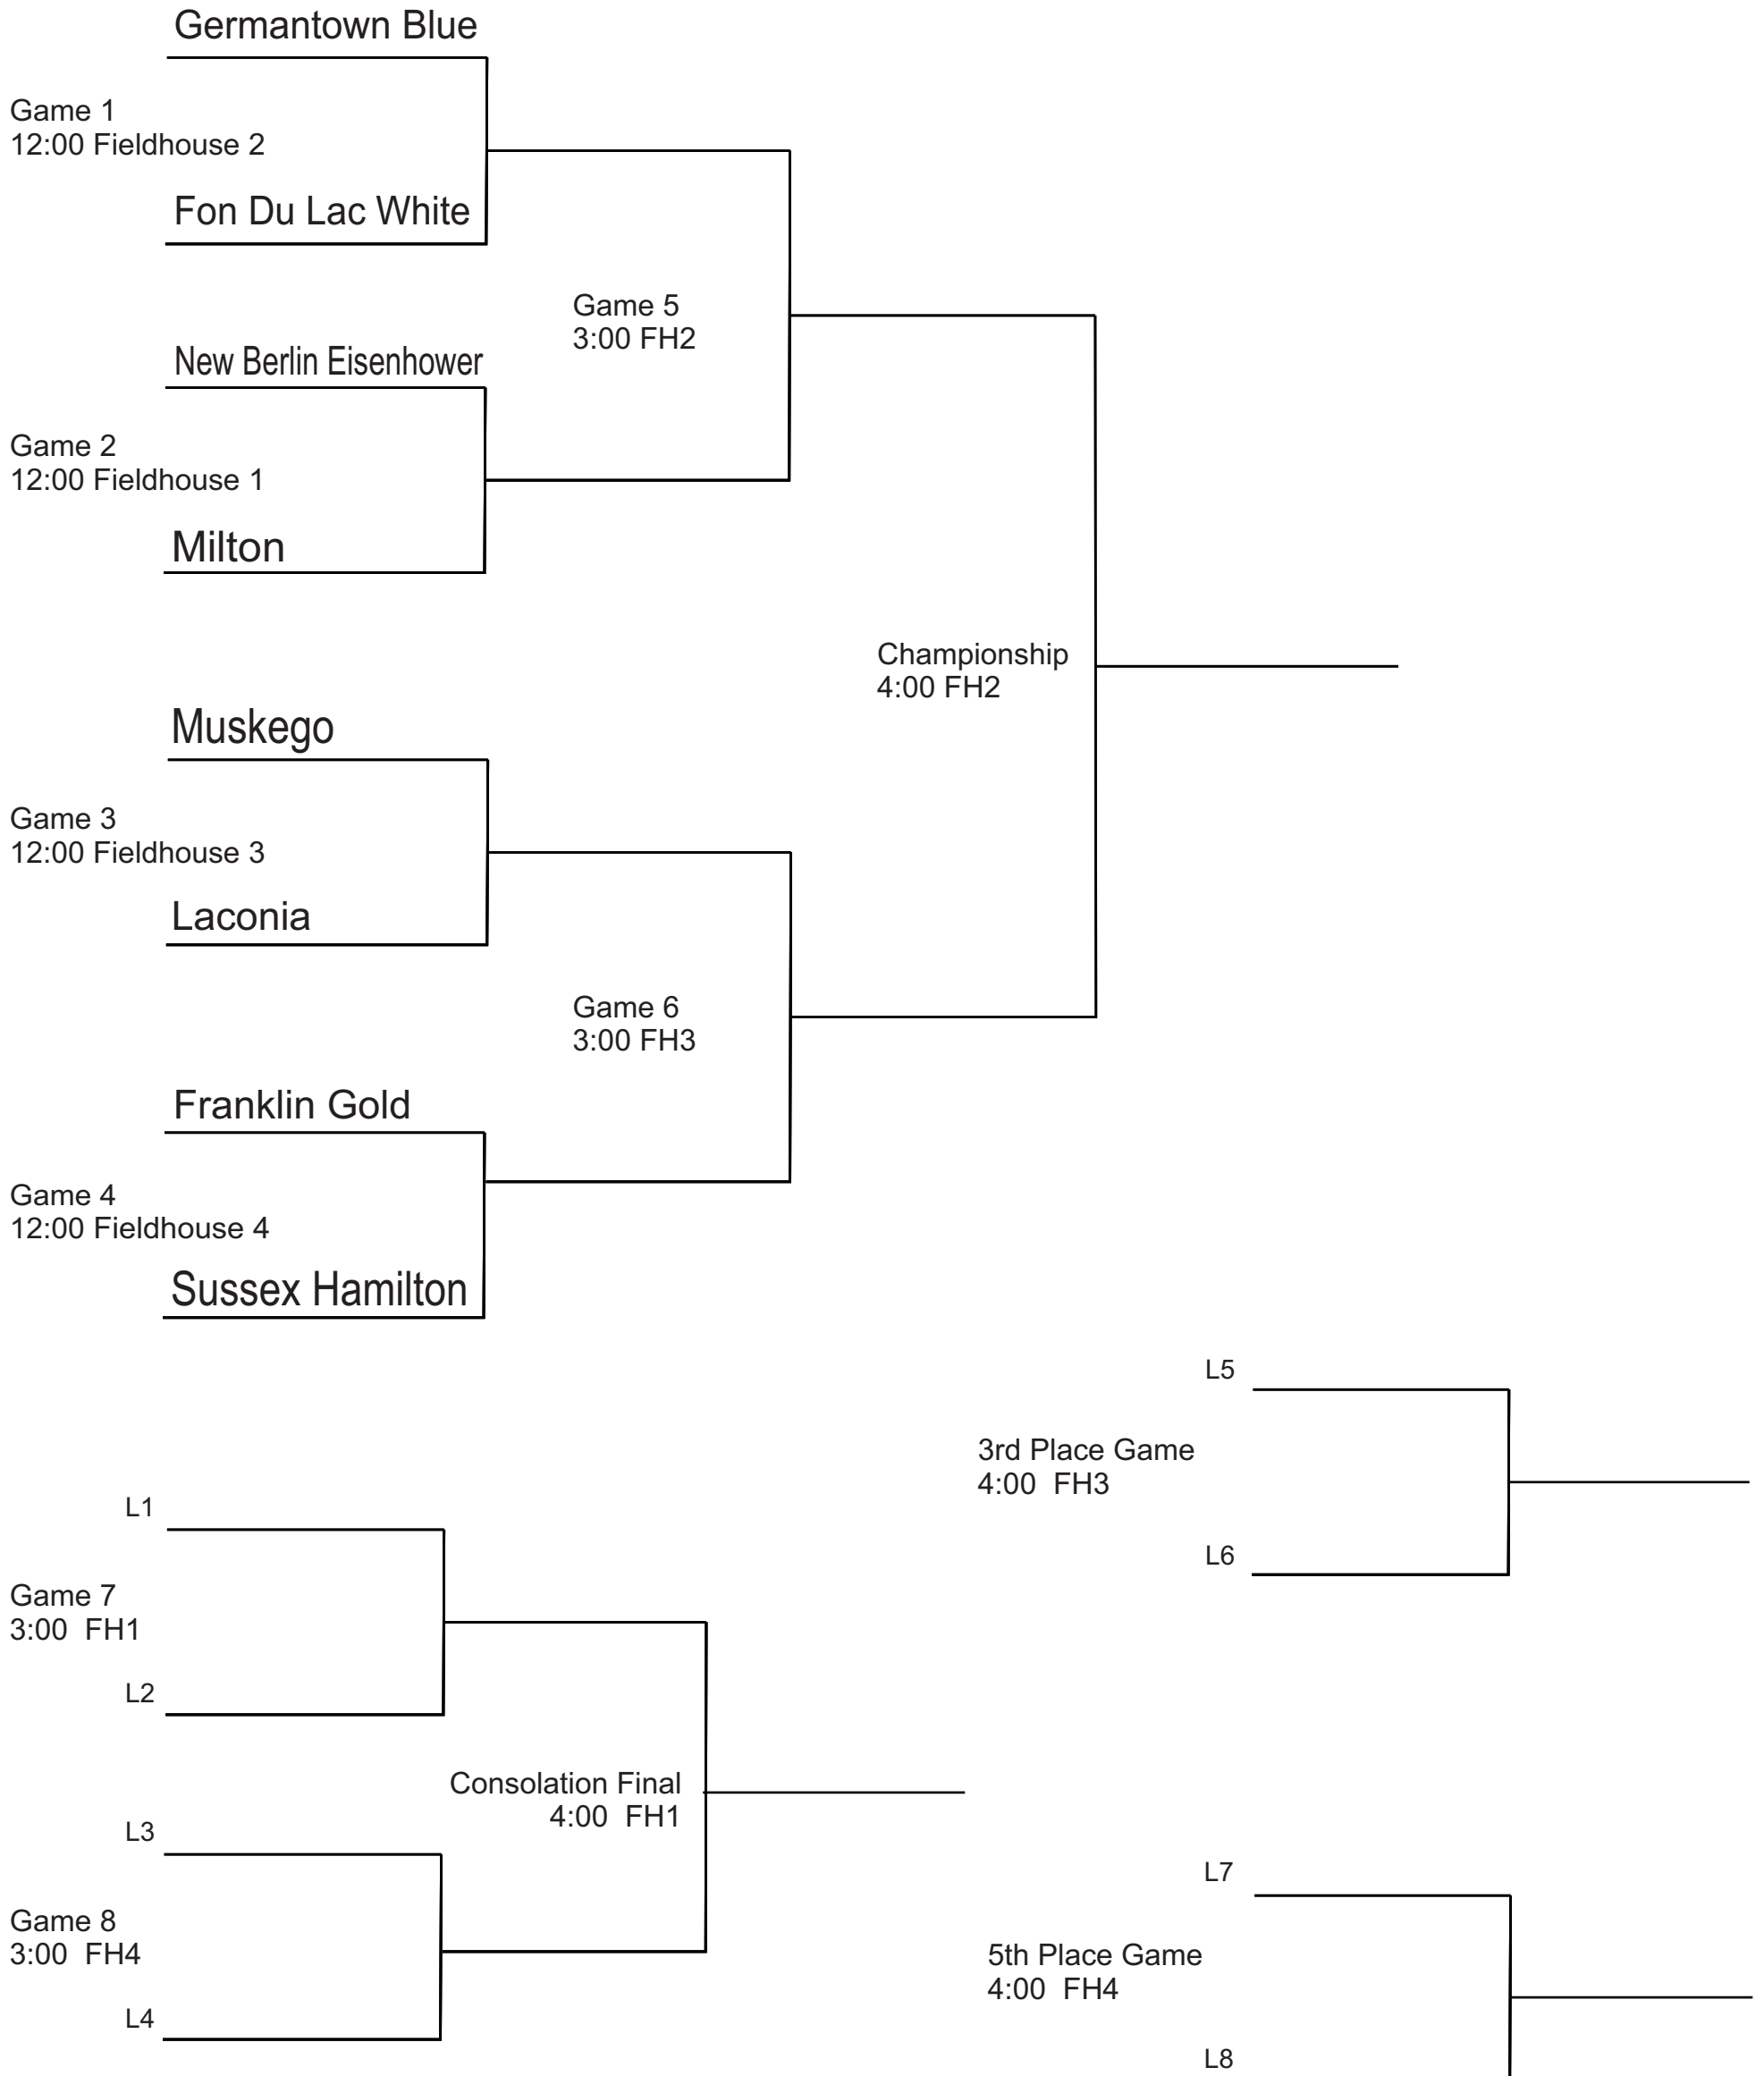 Germantown Blue
Game 1
12:00 Fieldhouse 2
Fon Du Lac White
Game 5
3:00 FH2
New Berlin Eisenhower
Game 2
12:00 Fieldhouse 1
Milton
Championship
4:00 FH2
Muskego
Game 3
12:00 Fieldhouse 3
Laconia
Game 6
3:00 FH3
Franklin Gold
Game 4
12:00 Fieldhouse 4
Sussex Hamilton
L5
3rd Place Game
4:00 FH3
L6
L1
Game 7
3:00 FH1
L2
Consolation Final
4:00 FH1
L3
Game 8
3:00 FH4
L4
L7
5th Place Game
4:00 FH4
L8